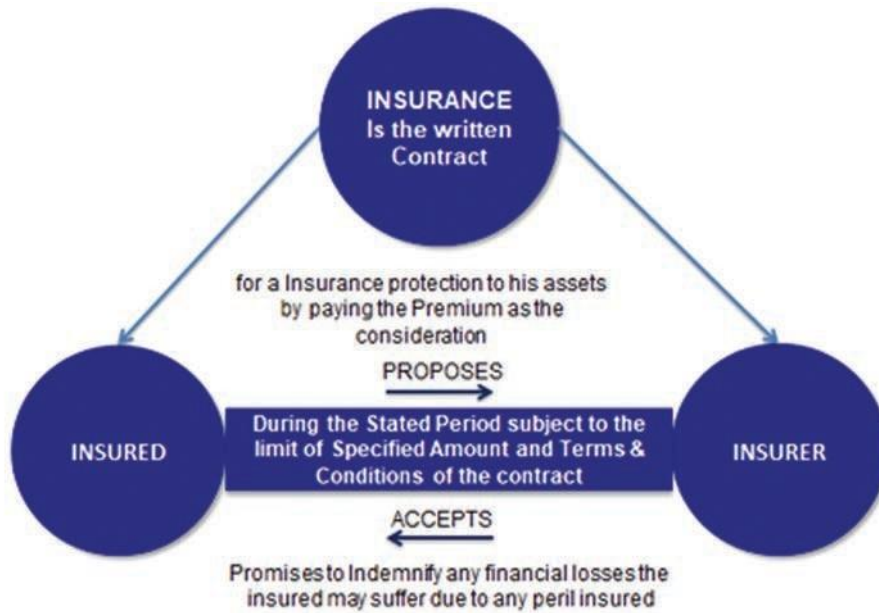 INSURANCE
Is the written
Contract
for a Insurance protection to his assets
by paying the Premium as the
consideration
PROPOSES
INSURED
During the Stated Period subject to the
limit of Specified Amount and Terms &
Conditions of the contract
INSURER
ACCEPTS
Promises to Indemnify any financial losses the
insured may suffer due to any peril insured